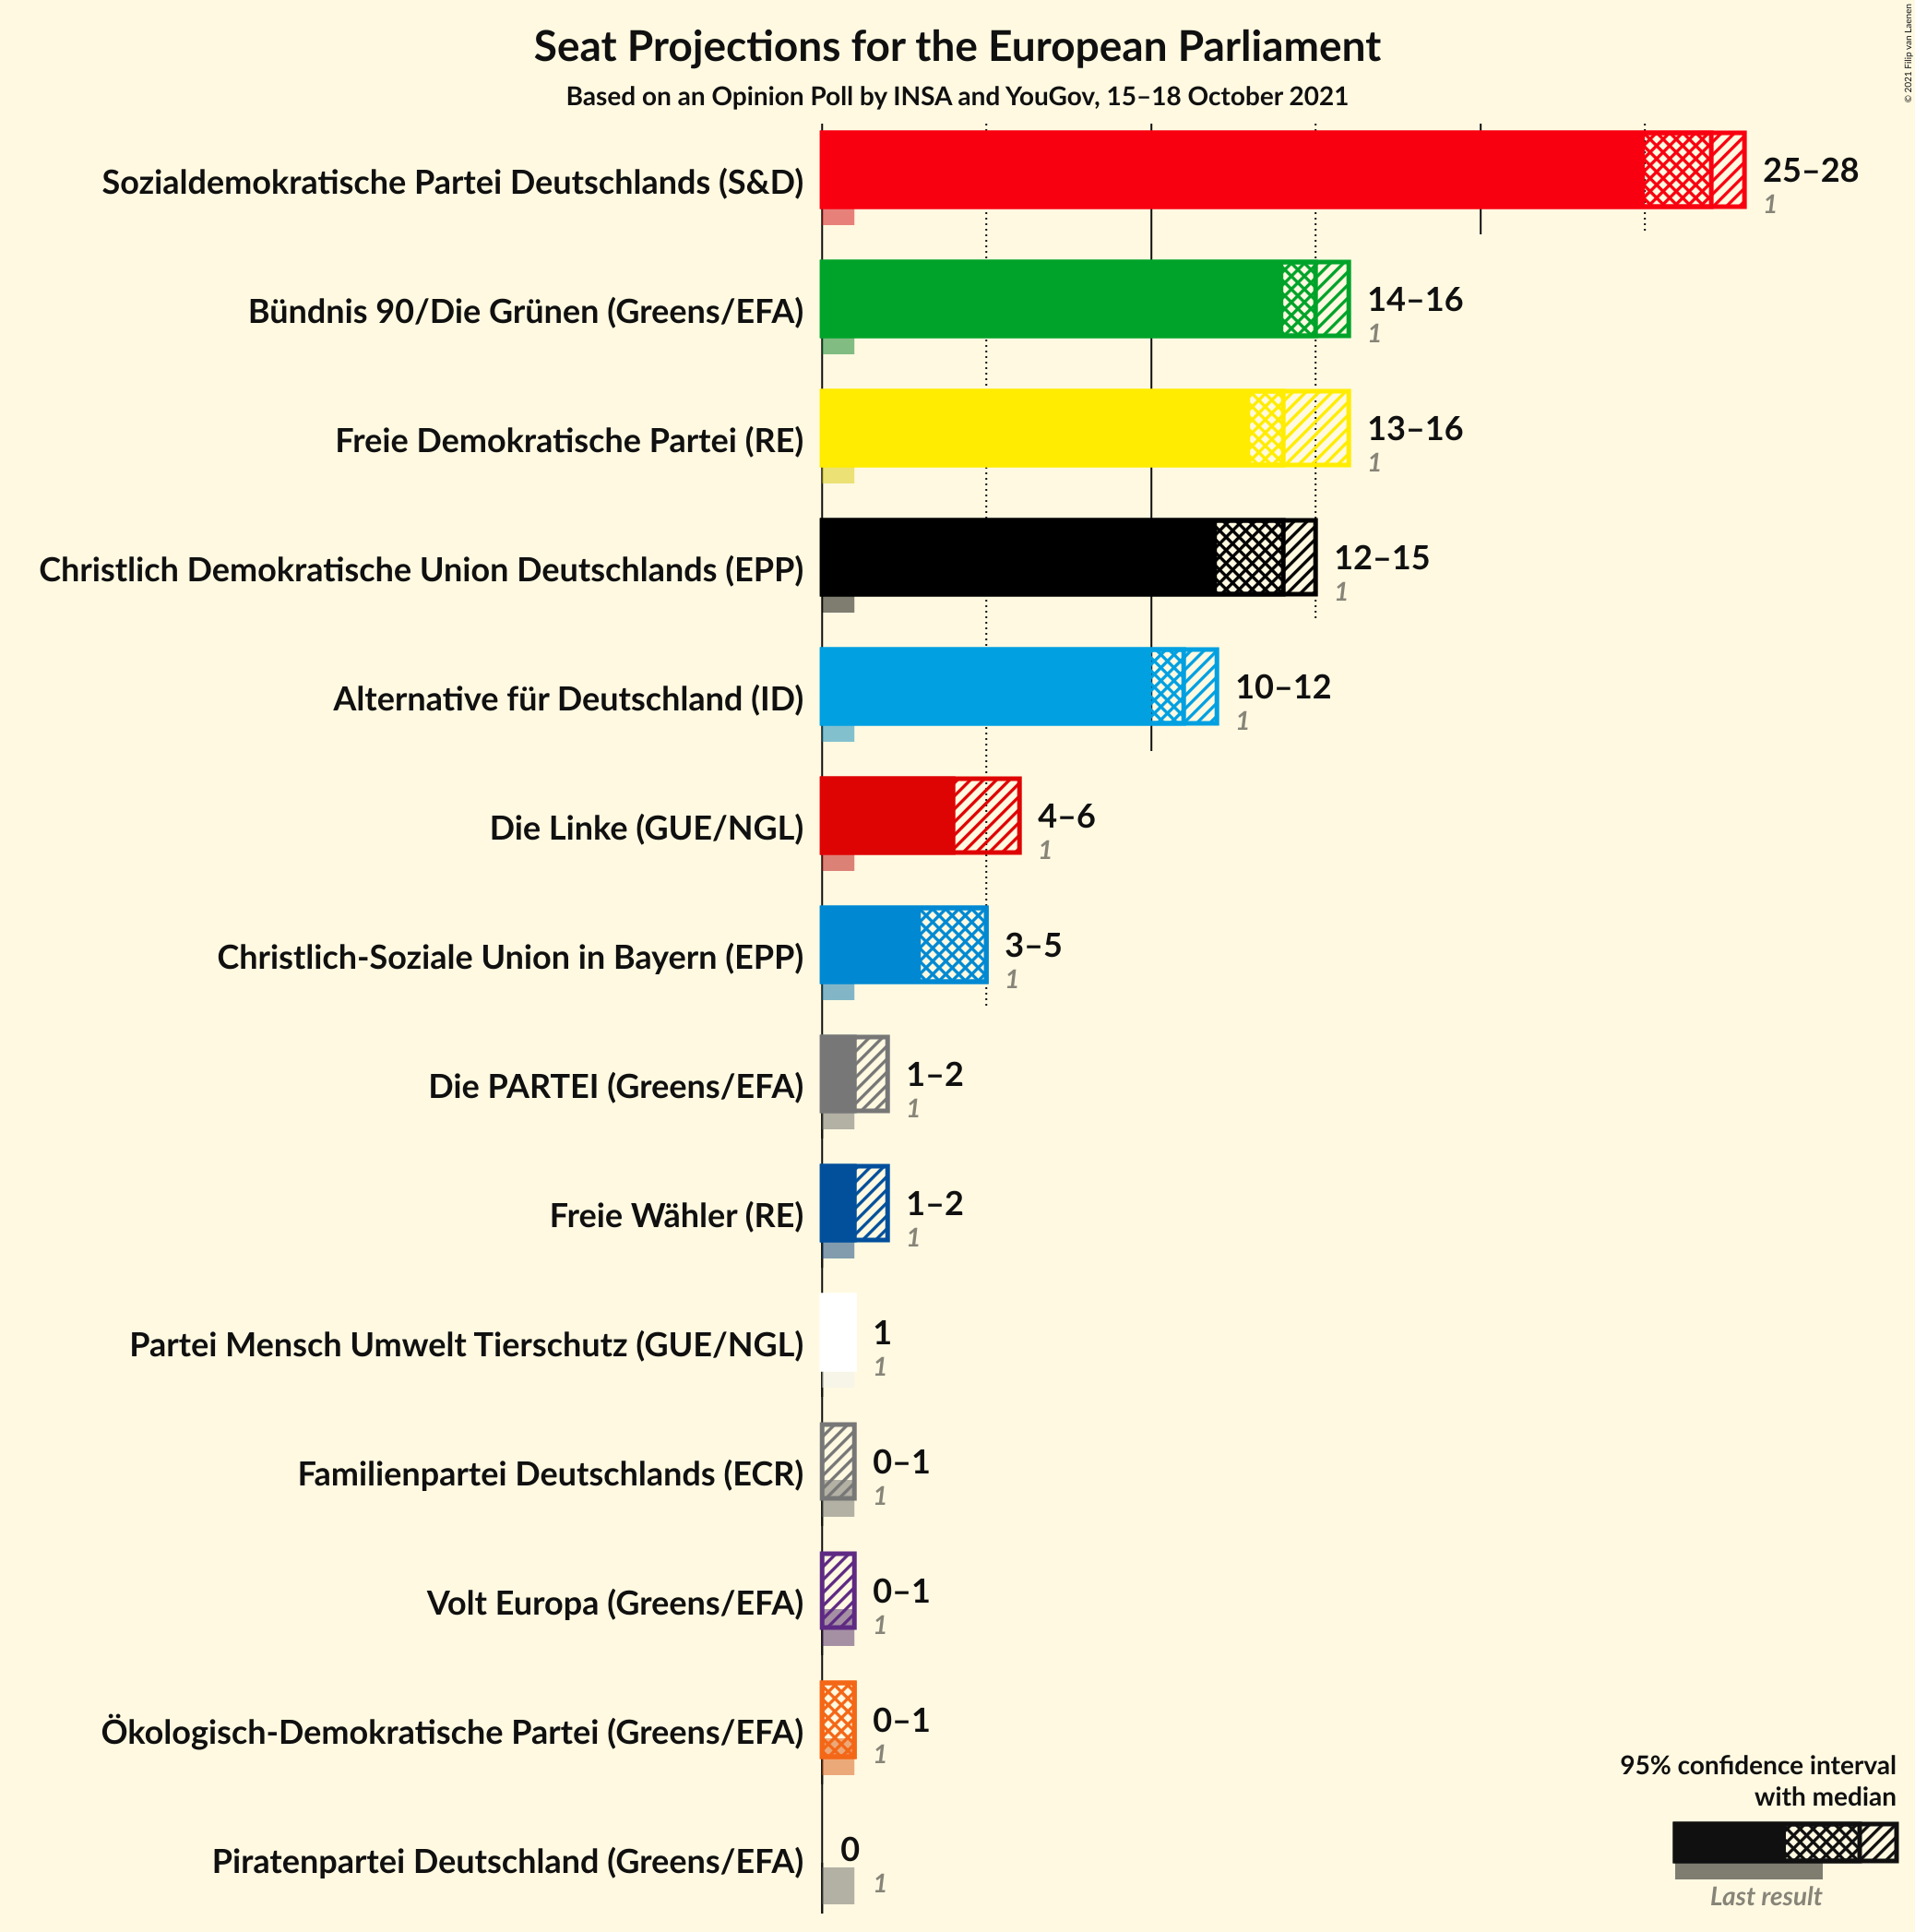 Seat Projections for the European Parliament
Based on an Opinion Poll by INSA and YouGov, 15–18 October 2021
© 2021 Filip van Laenen
Sozialdemokratische Partei Deutschlands (S&D)
25–28
1
Bündnis 90/Die Grünen (Greens/EFA)
14–16
1
Freie Demokratische Partei (RE)
13–16
1
Christlich Demokratische Union Deutschlands (EPP)
12–15
1
Alternative für Deutschland (ID)
10–12
1
Die Linke (GUE/NGL)
4–6
1
Christlich-Soziale Union in Bayern (EPP)
3–5
1
Die PARTEI (Greens/EFA)
1–2
1
Freie Wähler (RE)
1–2
1
Partei Mensch Umwelt Tierschutz (GUE/NGL)
1
1
Familienpartei Deutschlands (ECR)
0–1
1
Volt Europa (Greens/EFA)
0–1
1
Ökologisch-Demokratische Partei (Greens/EFA)
0–1
1
Piratenpartei Deutschland (Greens/EFA)
0
1
95% confidence interval
with median
Last result